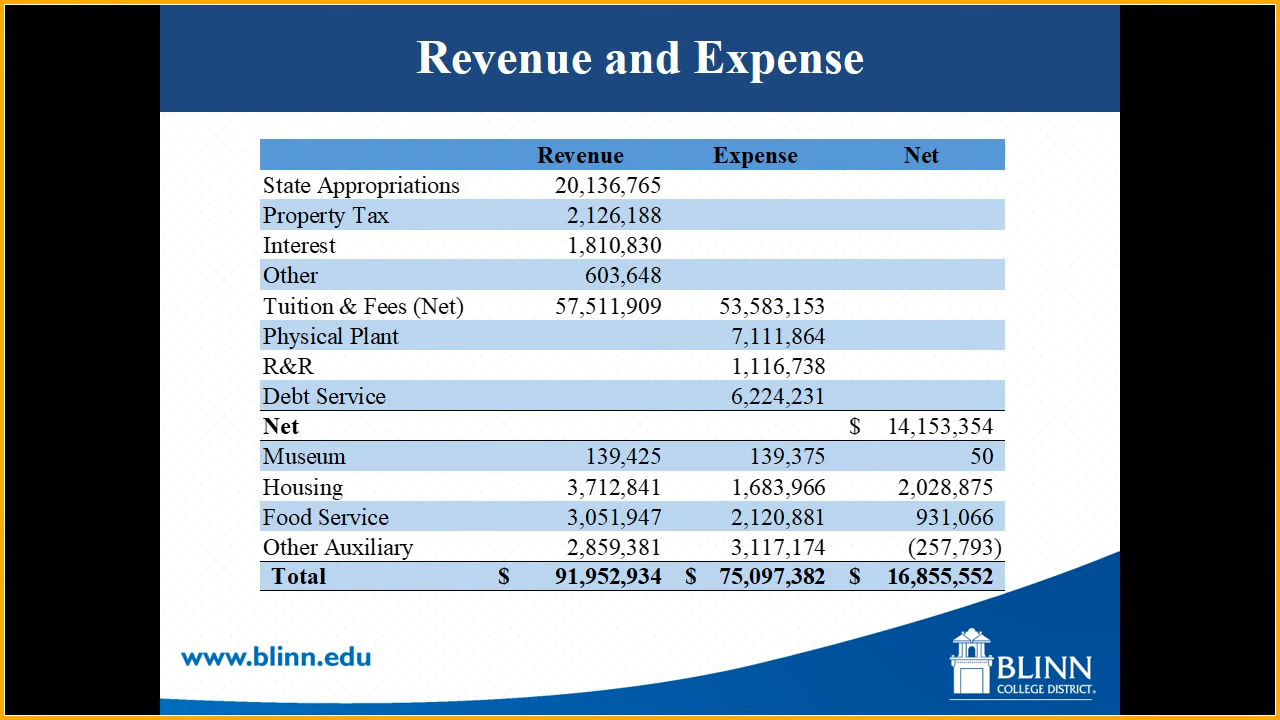 Revenue and Expense
Revenue Expense Net
State Appropriations 20,136,765
Property Tax 2,126,188
Interest 1,810,830
Other 603,648
Tuition & Fees (Net) 57,511,909 53,583,153
Physical Plant 7,111,864
R&R 1,116,738
Debt Service 6,224,231
Net $ 14,153,354
Museum 139,425 139,375 50
Housing 3,712,841 1,683,966 2,028,875
Food Service 3,051,947 2,120,881 931,066
Other Auxiliary 2,859,381 3,117,174 (257,793)
Total $ 91,952,934 $ 75,097,382 $ 16,855,552
www.blinn.edu
BLINN
COLLEGE DISTRICT.